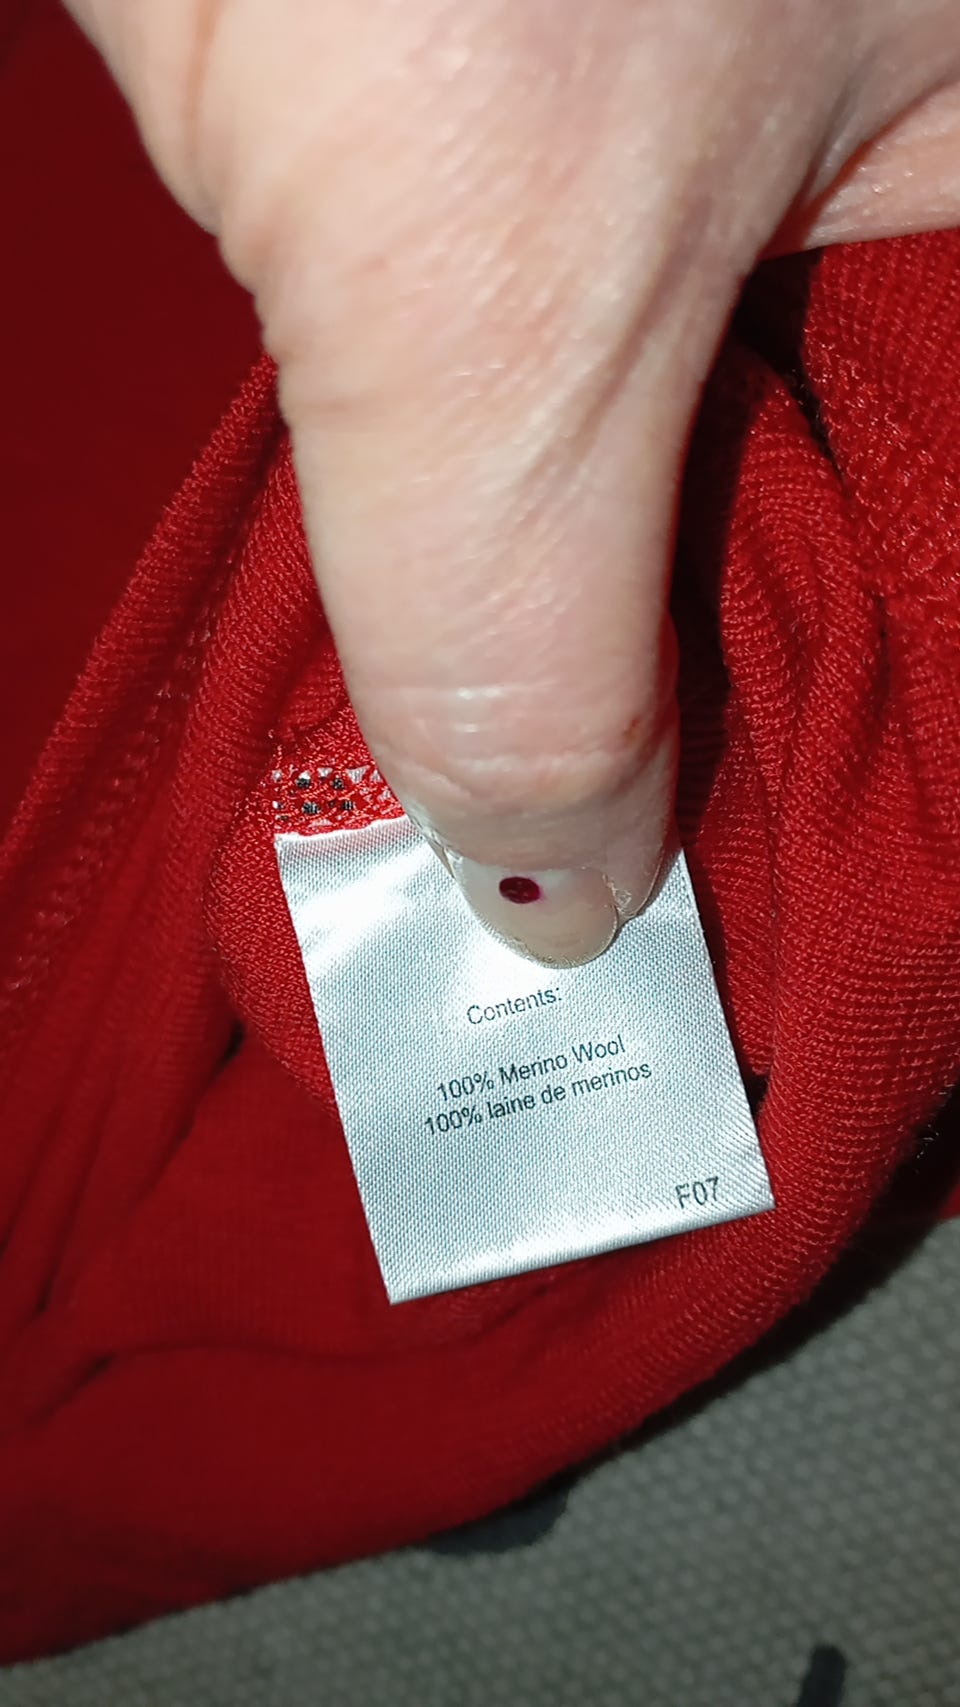 Contents:
100% Merino Wool
100% laine de merinos
F07